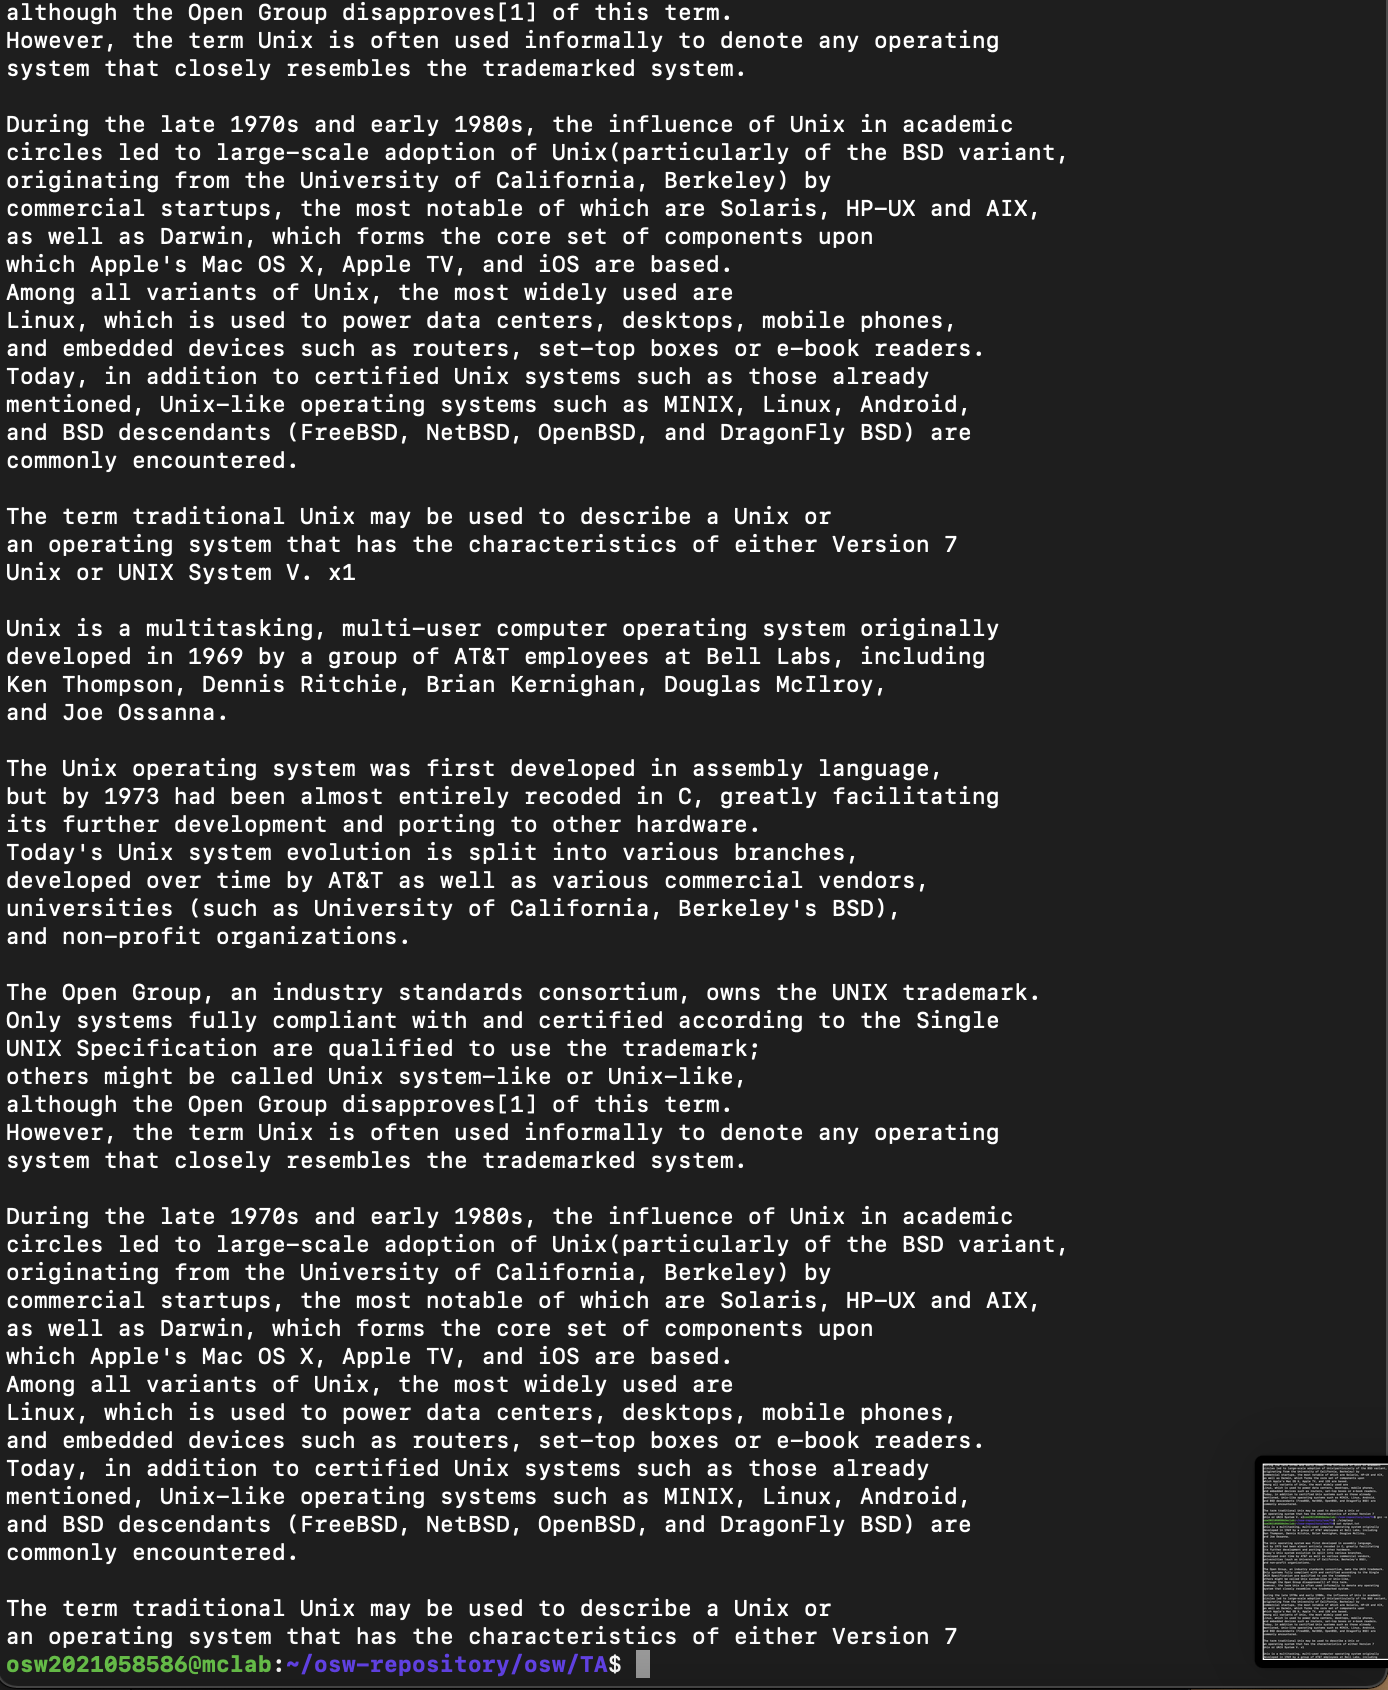 although the Open Group disapproves[1] of this term.
However, the term Unix is often used informally to denote any operating
system that closely resembles the trademarked system.

During the late 1970s and early 1980s, the influence of Unix in academic
circles led to large-scale adoption of Unix(particularly of the BSD variant,
originating from the University of California, Berkeley) by
commercial startups, the most notable of which are Solaris, HP-UX and AIX,
as well as Darwin, which forms the core set of components upon
which Apple's Mac OS X, Apple TV, and iOS are based.
Among all variants of Unix, the most widely used are
Linux, which is used to power data centers, desktops, mobile phones,
and embedded devices such as routers, set-top boxes or e-book readers.
Today, in addition to certified Unix systems such as those already
mentioned, Unix-like operating systems such as MINIX, Linux, Android,
and BSD descendants (FreeBSD, NetBSD, OpenBSD, and DragonFly BSD) are
commonly encountered.

The term traditional Unix may be used to describe a Unix or
an operating system that has the characteristics of either Version 7
Unix or UNIX System V. x1

Unix is a multitasking, multi-user computer operating system originally
developed in 1969 by a group of AT&T employees at Bell Labs, including
Ken Thompson, Dennis Ritchie, Brian Kernighan, Douglas McIlroy,
and Joe Ossanna.

The Unix operating system was first developed in assembly language,
but by 1973 had been almost entirely recoded in C, greatly facilitating
its further development and porting to other hardware.
Today's Unix system evolution is split into various branches,
developed over time by AT&T as well as various commercial vendors,
universities (such as University of California, Berkeley's BSD),
and non-profit organizations.

The Open Group, an industry standards consortium, owns the UNIX trademark.
Only systems fully compliant with and certified according to the Single
UNIX Specification are qualified to use the trademark;
others might be called Unix system-like or Unix-like,
although the Open Group disapproves[1] of this term.
However, the term Unix is often used informally to denote any operating
system that closely resembles the trademarked system.

During the late 1970s and early 1980s, the influence of Unix in academic
circles led to large-scale adoption of Unix(particularly of the BSD variant,
originating from the University of California, Berkeley) by
commercial startups, the most notable of which are Solaris, HP-UX and AIX,
as well as Darwin, which forms the core set of components upon
which Apple's Mac OS X, Apple TV, and iOS are based.
Among all variants of Unix, the most widely used are
Linux, which is used to power data centers, desktops, mobile phones,
and embedded devices such as routers, set-top boxes or e-book readers.
Today, in addition to certified Unix systems such as those already
mentioned, Unix-like operating systems such as MINIX, Linux, Android,
and BSD descendants (FreeBSD, NetBSD, OpenBSD, and DragonFly BSD) are
commonly encountered.

The term traditional Unix may be used to describe a Unix or
an operating system that has the characteristics of either Version 7
osw2021058586@mclab:~/osw-repository/osw/TA$